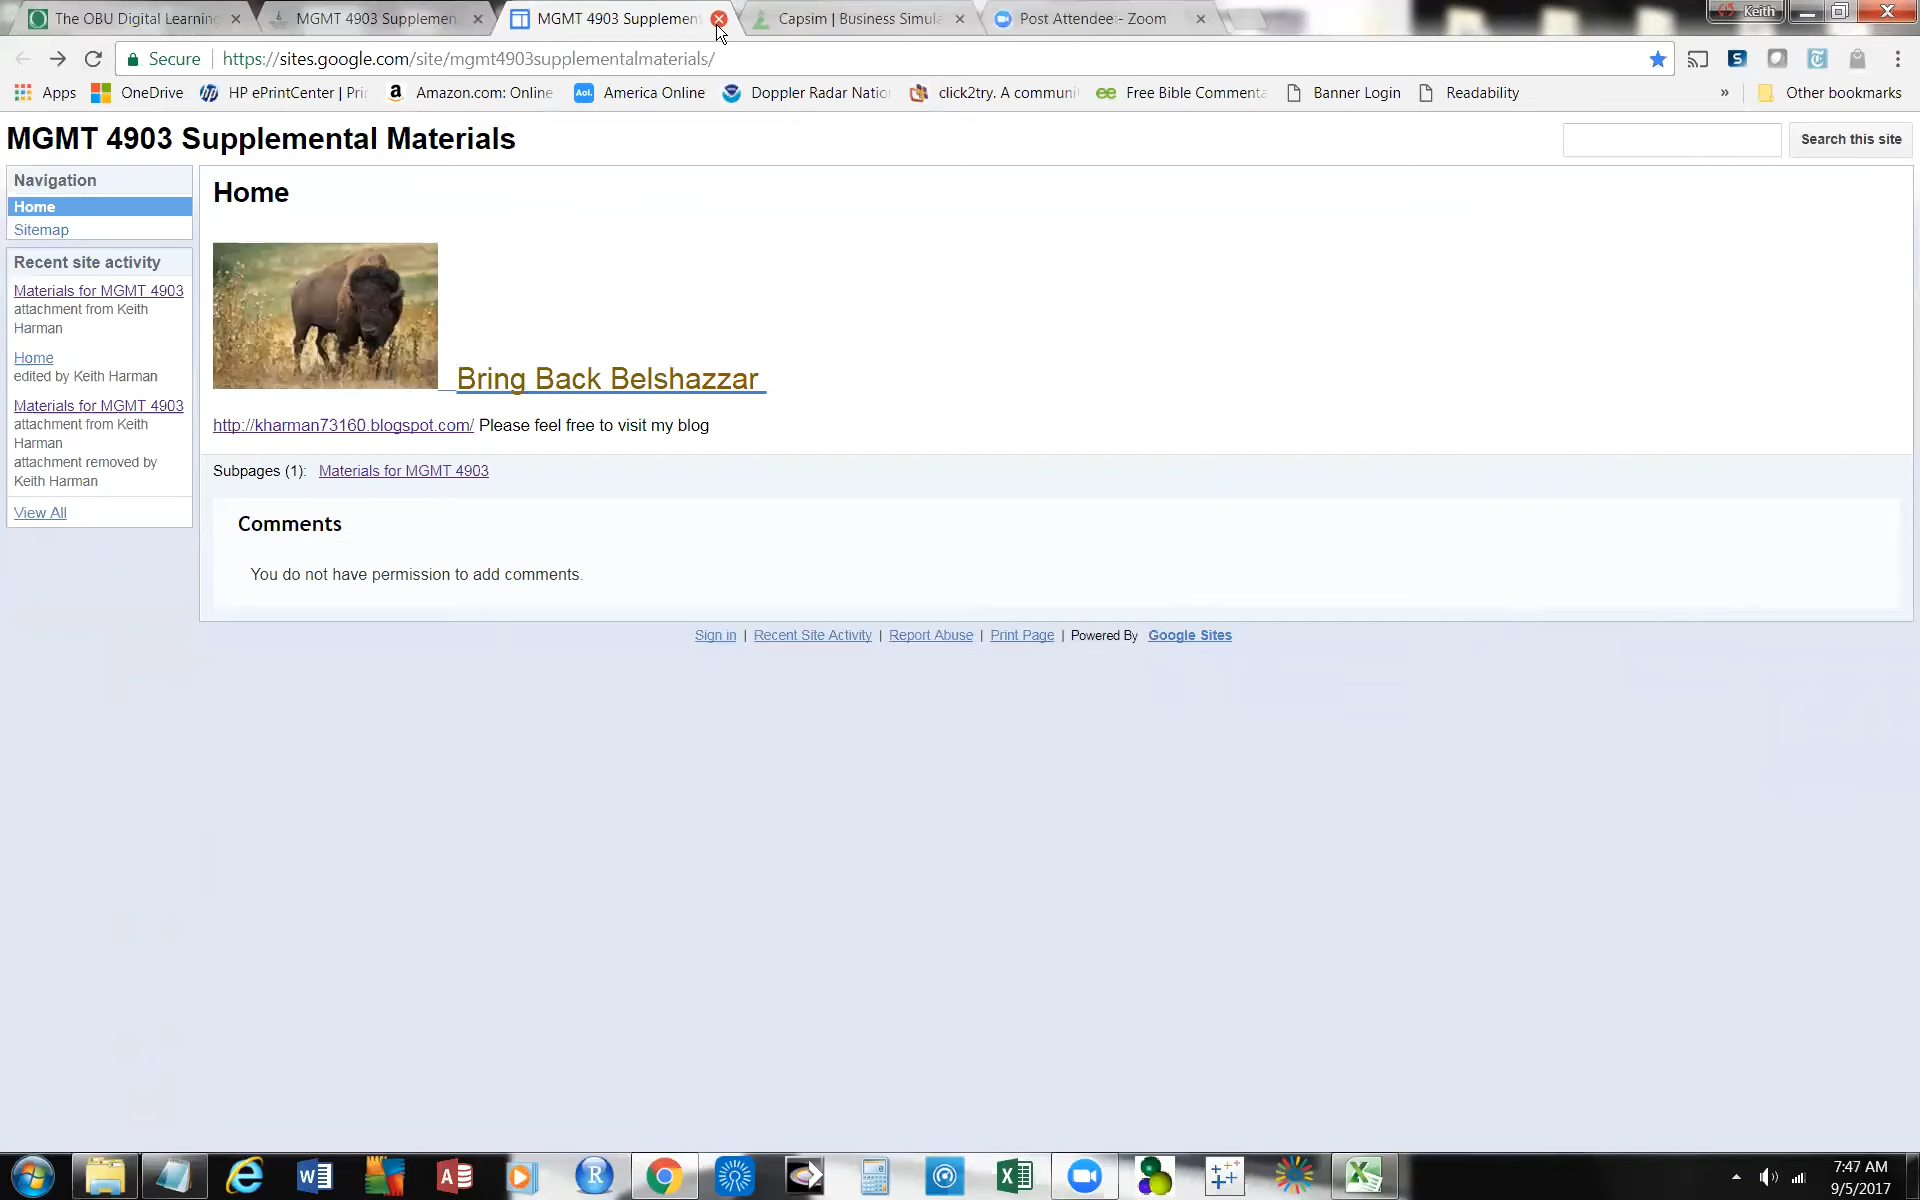 The OBU Digital Learning
MGMT 4903 Supplemen
MGMT 4903 Supplemen
Capsim | Business Simula
Post Attendee - Zoom
Keith
Secure
https://sites.google.com/site/mgmt4903supplementalmaterials/
Apps
OneDrive
HP ePrintCenter | Pri
Amazon.com: Online
America Online
Doppler Radar Natio
click2try. A communi
Free Bible Commenta
Banner Login
Readability
»
Other bookmarks
MGMT 4903 Supplemental Materials
Search this site
Navigation
Home
Sitemap
Recent site activity
Materials for MGMT 4903
attachment from Keith
Harman
Home
edited by Keith Harman
Materials for MGMT 4903
attachment from Keith
Harman
attachment removed by
Keith Harman
View All
Home
Bring Back Belshazzar
http://kharman73160.blogspot.com/ Please feel free to visit my blog
Subpages (1): Materials for MGMT 4903
Comments
You do not have permission to add comments.
Sign in | Recent Site Activity | Report Abuse | Print Page | Powered By Google Sites
7:47 AM
9/5/2017